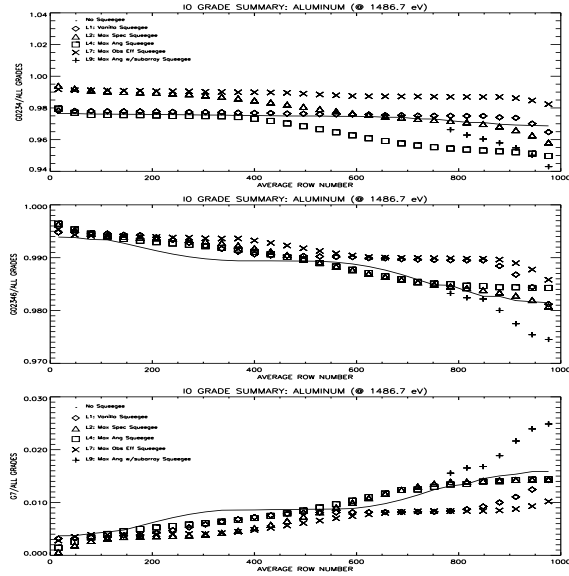 I0 GRADE SUMMARY: ALUMINUM (@ 1486.7 eV)
1.04
1.02
1.00
0.98
0.96
0.94
G0234/ALL GRADES
No Squeegee
L1: Vanilla Squeegee
L2: Max Spec Squeegee
L4: Max Ang Squeegee
L7: Max Obs Eff Squeegee
L9: Max Ang w/subarray Squeegee
0 200 400 600 800 1000
AVERAGE ROW NUMBER
I0 GRADE SUMMARY: ALUMINUM (@ 1486.7 eV)
1.000
0.990
0.980
0.970
G02346/ALL GRADES
0 200 400 600 800 1000
AVERAGE ROW NUMBER
I0 GRADE SUMMARY: ALUMINUM (@ 1486.7 eV)
0.030
0.020
0.010
0.000
G7/ALL GRADES
No Squeegee
L1: Vanilla Squeegee
L2: Max Spec Squeegee
L4: Max Ang Squeegee
L7: Max Obs Eff Squeegee
L9: Max Ang w/subarray Squeegee
0 200 400 600 800 1000
AVERAGE ROW NUMBER